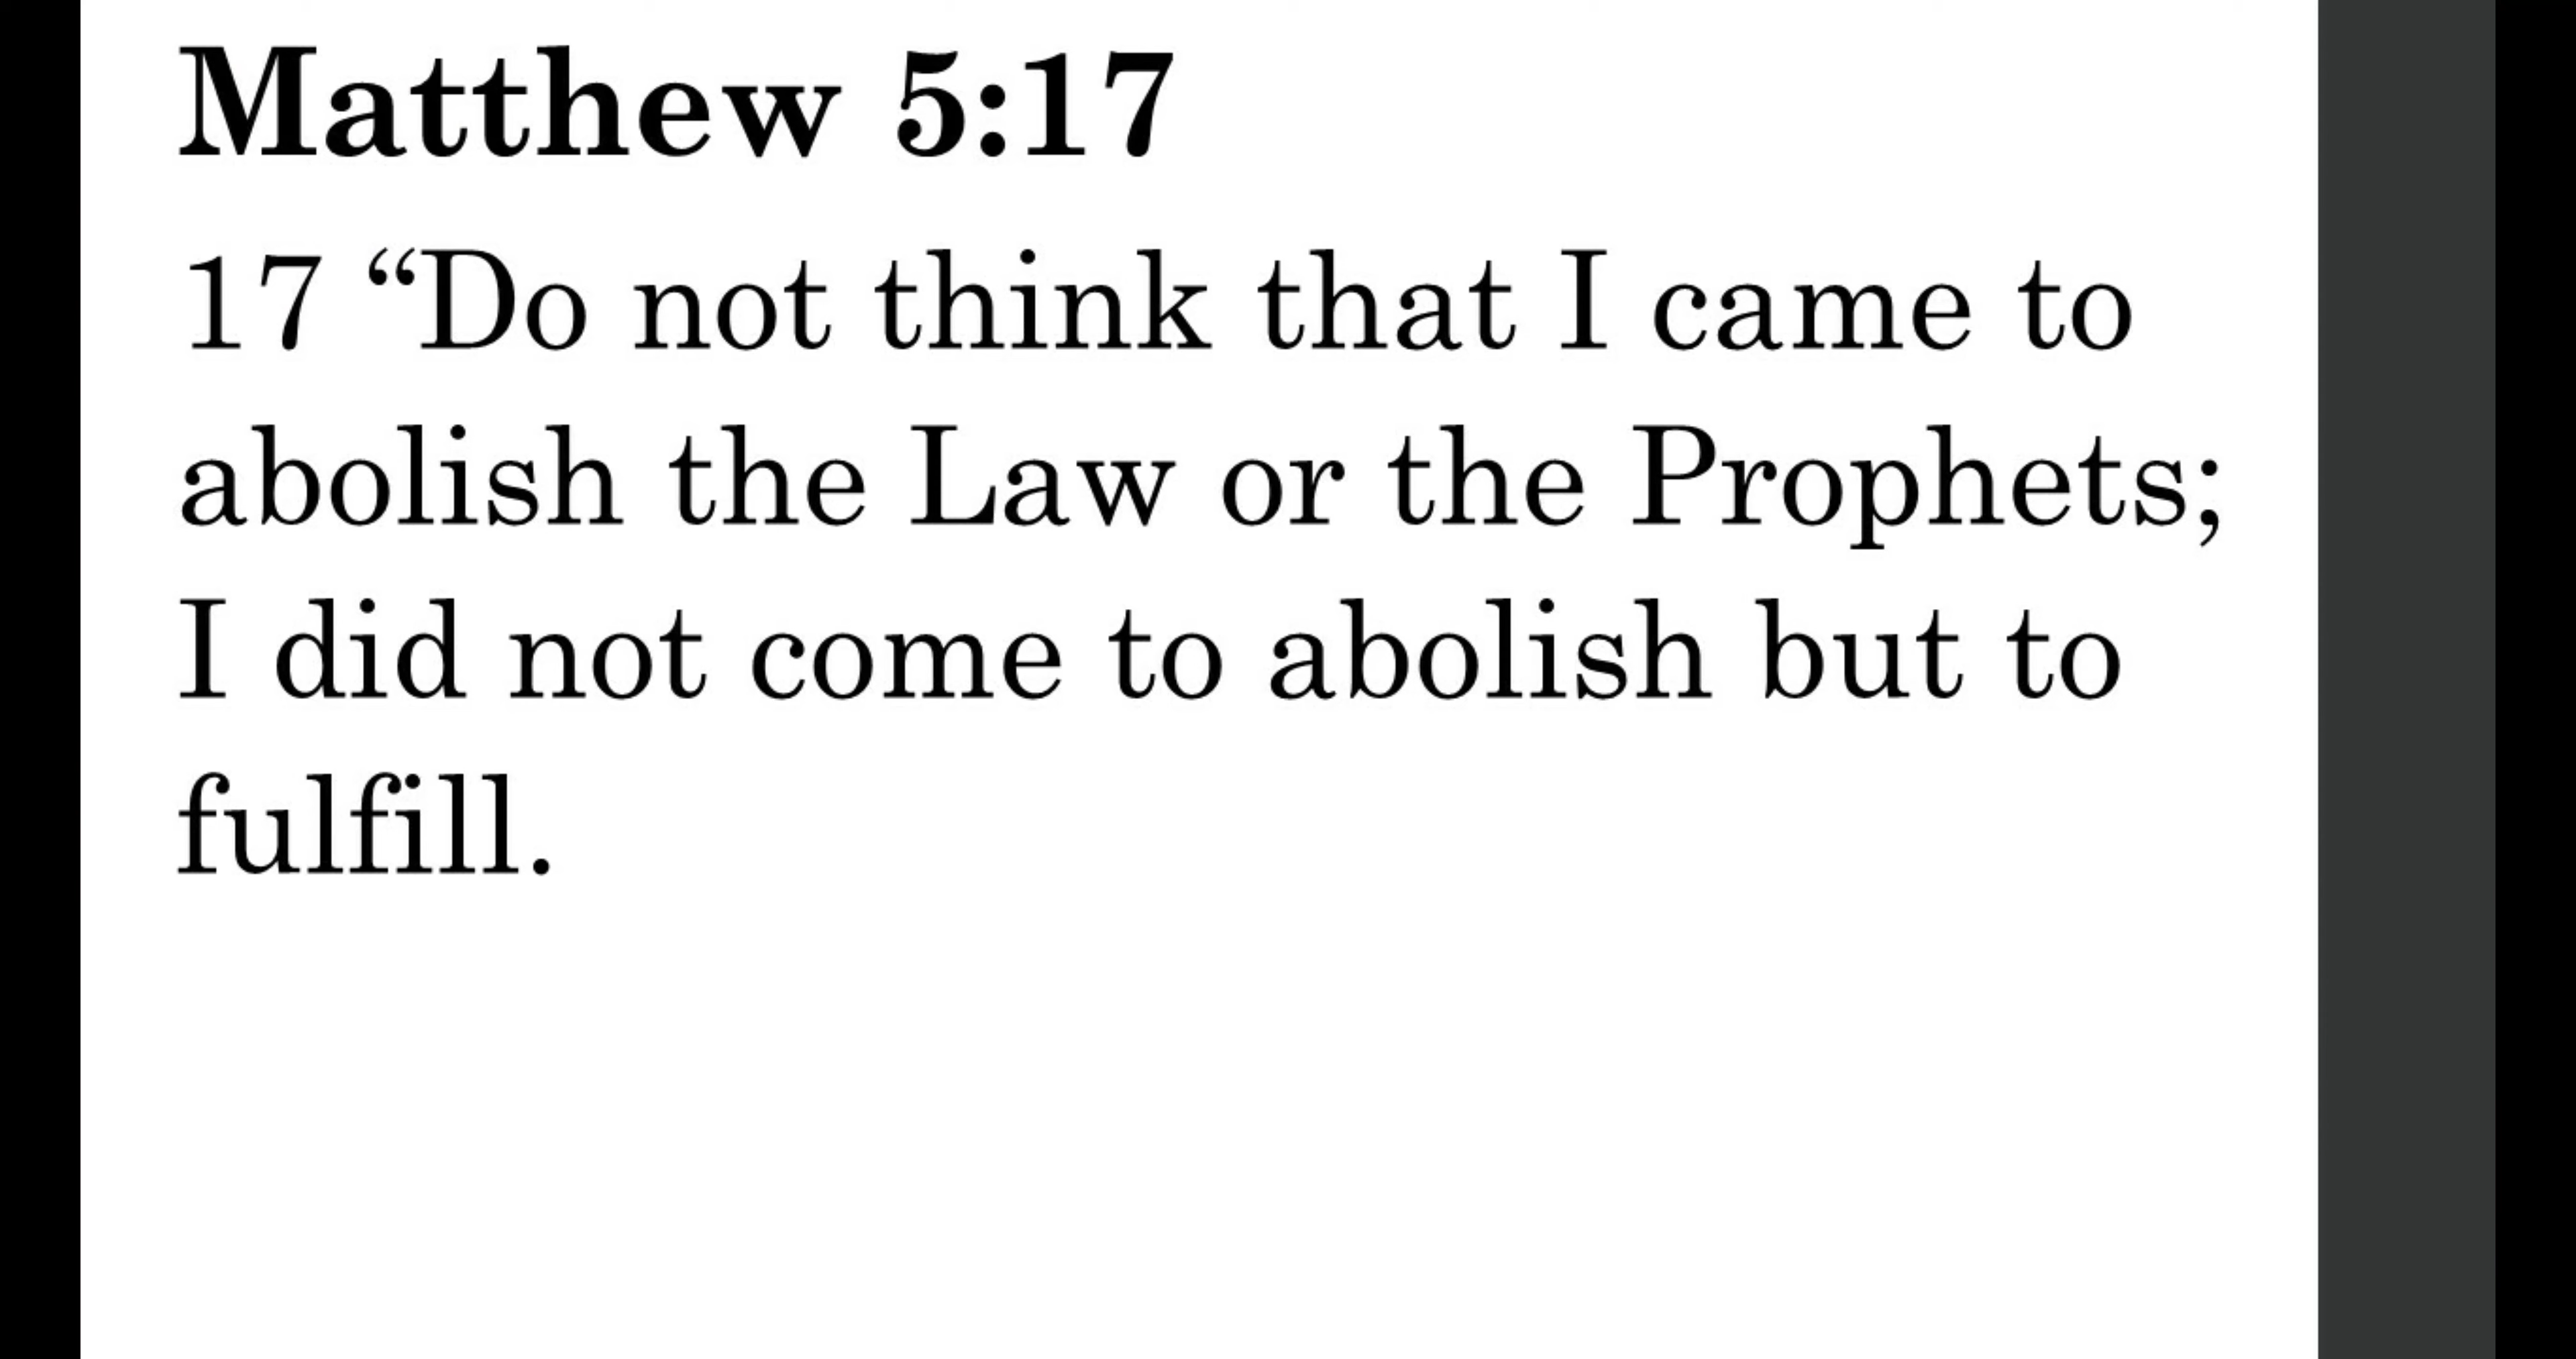 Matthew 5:17
17 “Do not think that I came to
abolish the Law or the Prophets;
I did not come to abolish but to
fulfill.